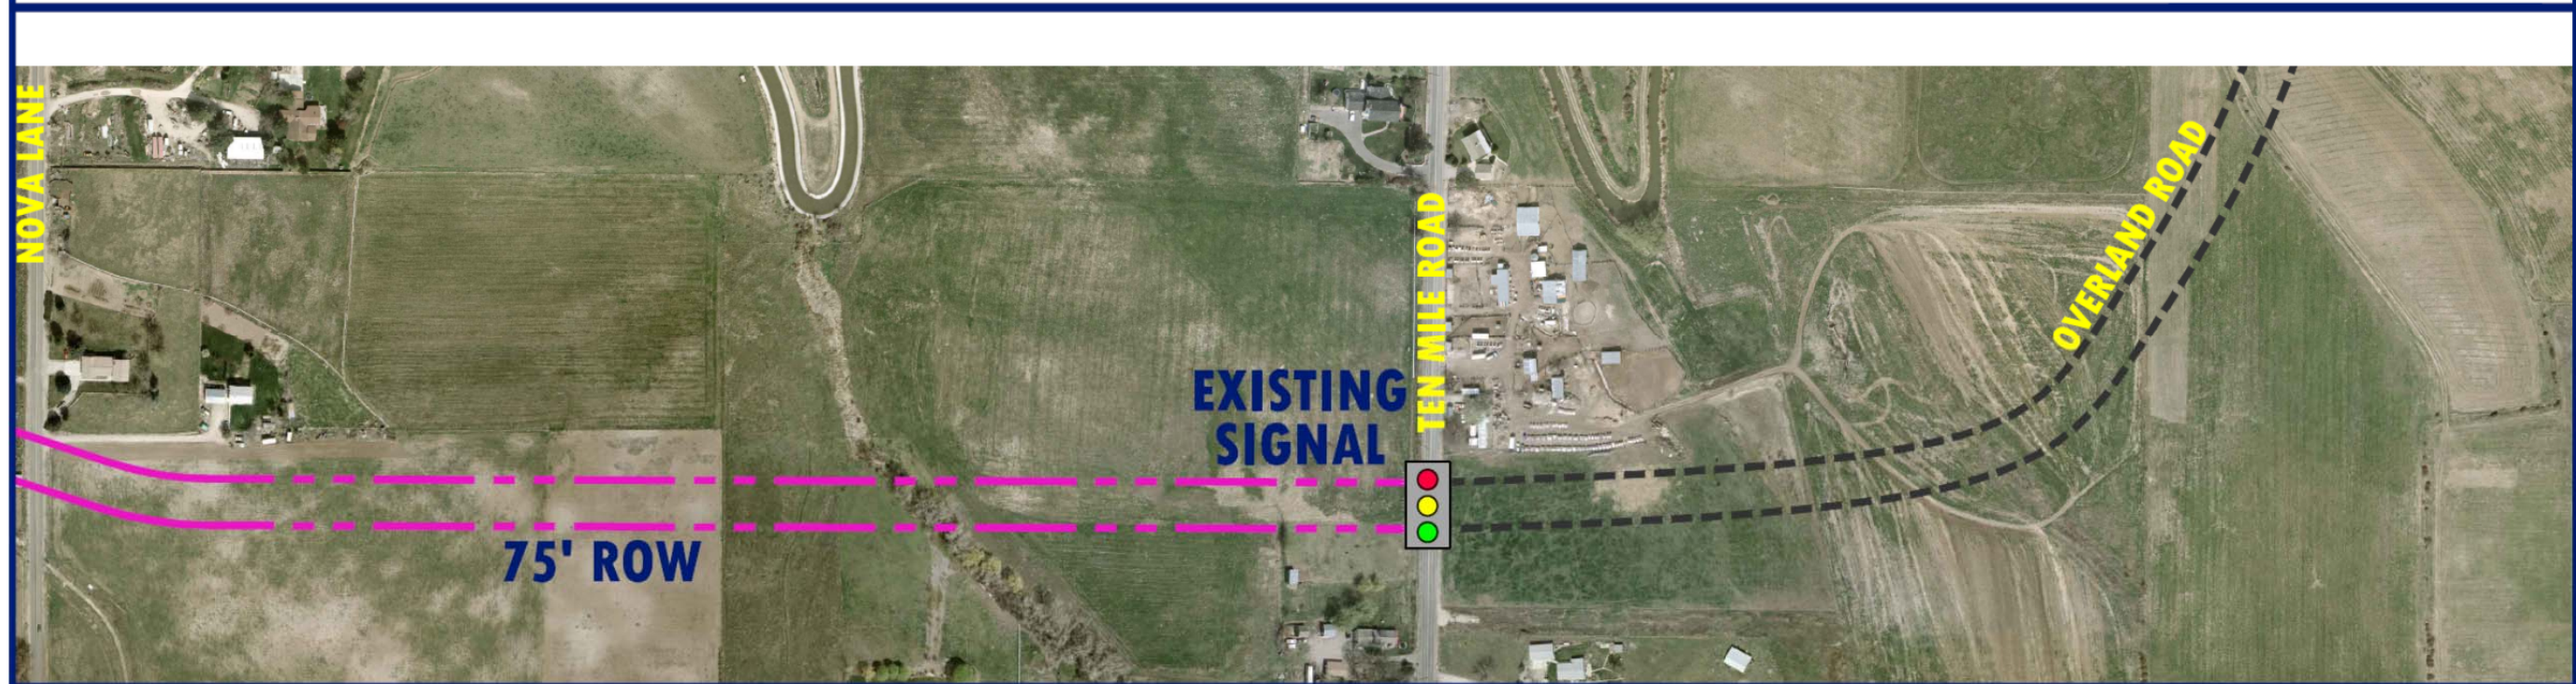 NOVA LANE
EXISTING
SIGNAL
TEN MILE ROAD
OVERLAND ROAD
75' ROW